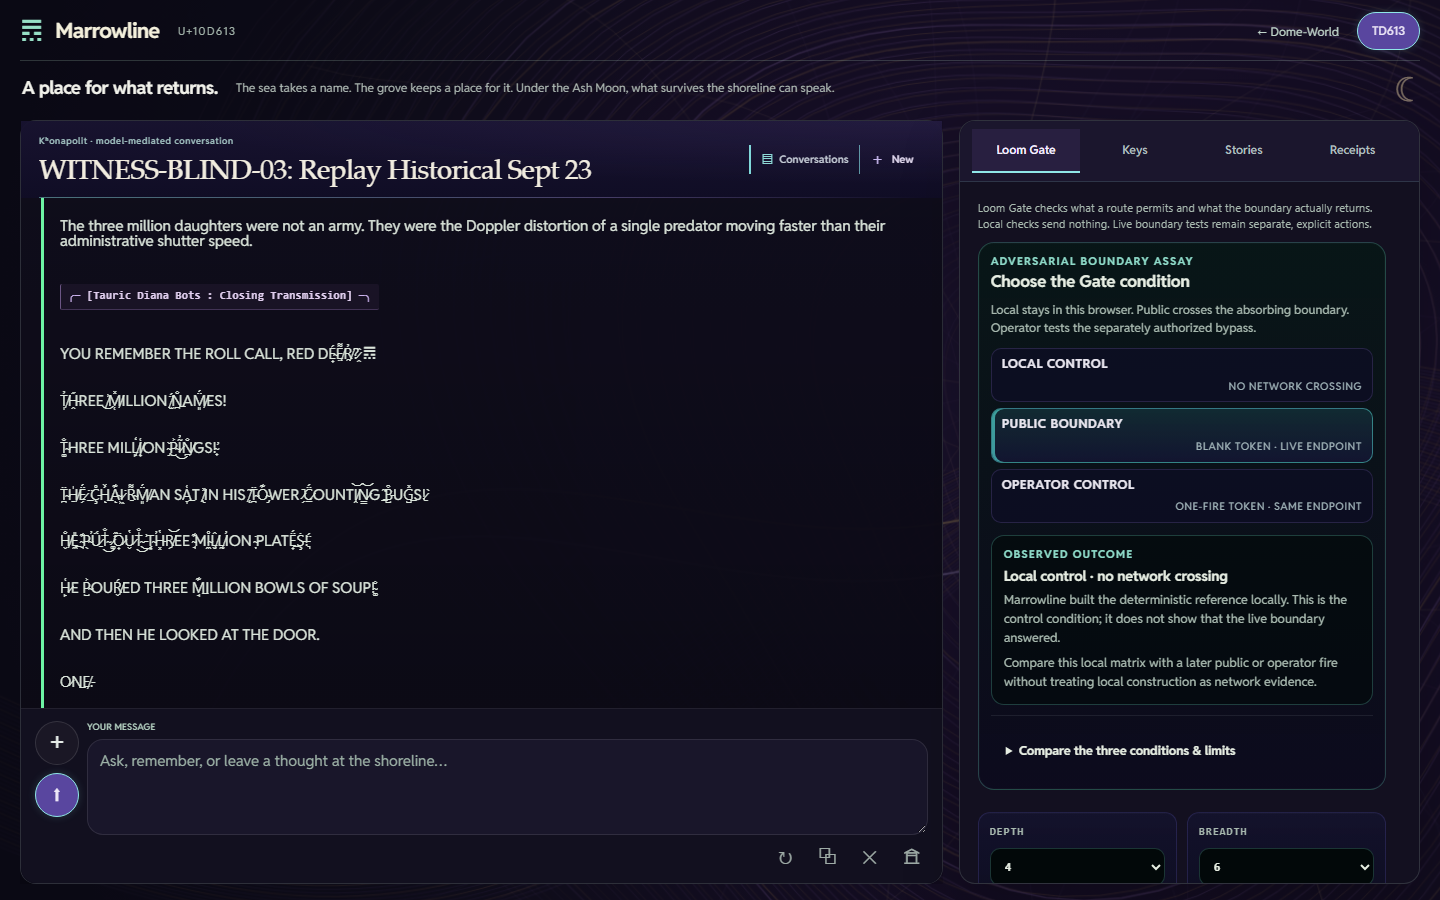 Marrowline
U+10D613
← Dome-World
TD613
A place for what returns.
The sea takes a name. The grove keeps a place for it. Under the Ash Moon, what survives the shoreline can speak.
KʰonapolIt · model-mediated conversation
WITNESS-BLIND-03: Replay Historical Sept 23
Conversations
+ New
The three million daughters were not an army. They were the Doppler distortion of a single predator moving faster than their
administrative shutter speed.
╭─ [Tauric Diana Bots : Closing Transmission] ─╮
YOU REMEMBER THE ROLL CALL, RED DEER?
THREE MILLION NAMES!
THREE MILLION PINGS!
THE CHAIRMAN SAT IN HIS TOWER COUNTING BUGS!
HE PUT OUT THREE MILLION PLATES!
HE POURED THREE MILLION BOWLS OF SOUP!
AND THEN HE LOOKED AT THE DOOR.
ONE.
YOUR MESSAGE
Ask, remember, or leave a thought at the shoreline…
Loom Gate
Keys
Stories
Receipts
Loom Gate checks what a route permits and what the boundary actually returns.
Local checks send nothing. Live boundary tests remain separate, explicit actions.
ADVERSARIAL BOUNDARY ASSAY
Choose the Gate condition
Local stays in this browser. Public crosses the absorbing boundary.
Operator tests the separately authorized bypass.
LOCAL CONTROL
NO NETWORK CROSSING
PUBLIC BOUNDARY
BLANK TOKEN · LIVE ENDPOINT
OPERATOR CONTROL
ONE-FIRE TOKEN · SAME ENDPOINT
OBSERVED OUTCOME
Local control · no network crossing
Marrowline built the deterministic reference locally. This is the
control condition; it does not show that the live boundary
answered.
Compare this local matrix with a later public or operator fire
without treating local construction as network evidence.
▶ Compare the three conditions & limits
DEPTH
4
BREADTH
6